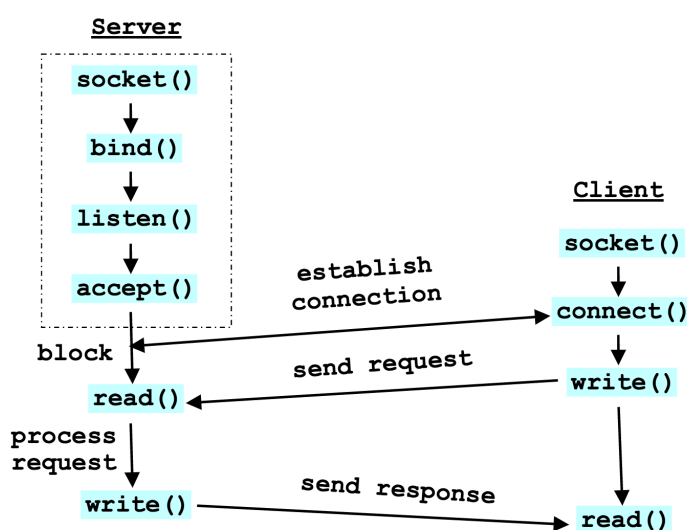 Server
socket()
bind()
listen()
accept()
block
read()
process
request
write()
establish
connection
send request
send response
Client
socket()
connect()
write()
read()